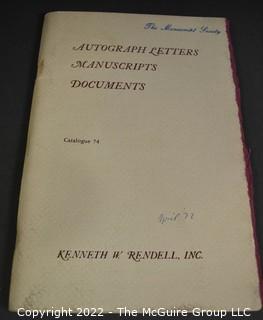 The Manuscript Society
AUTOGRAPH LETTERS
MANUSCRIPTS
DOCUMENTS
Catalogue 74
April 72
KENNETH W. RENDELL, INC.
Copyright 2022 - The McGuire Group LLC